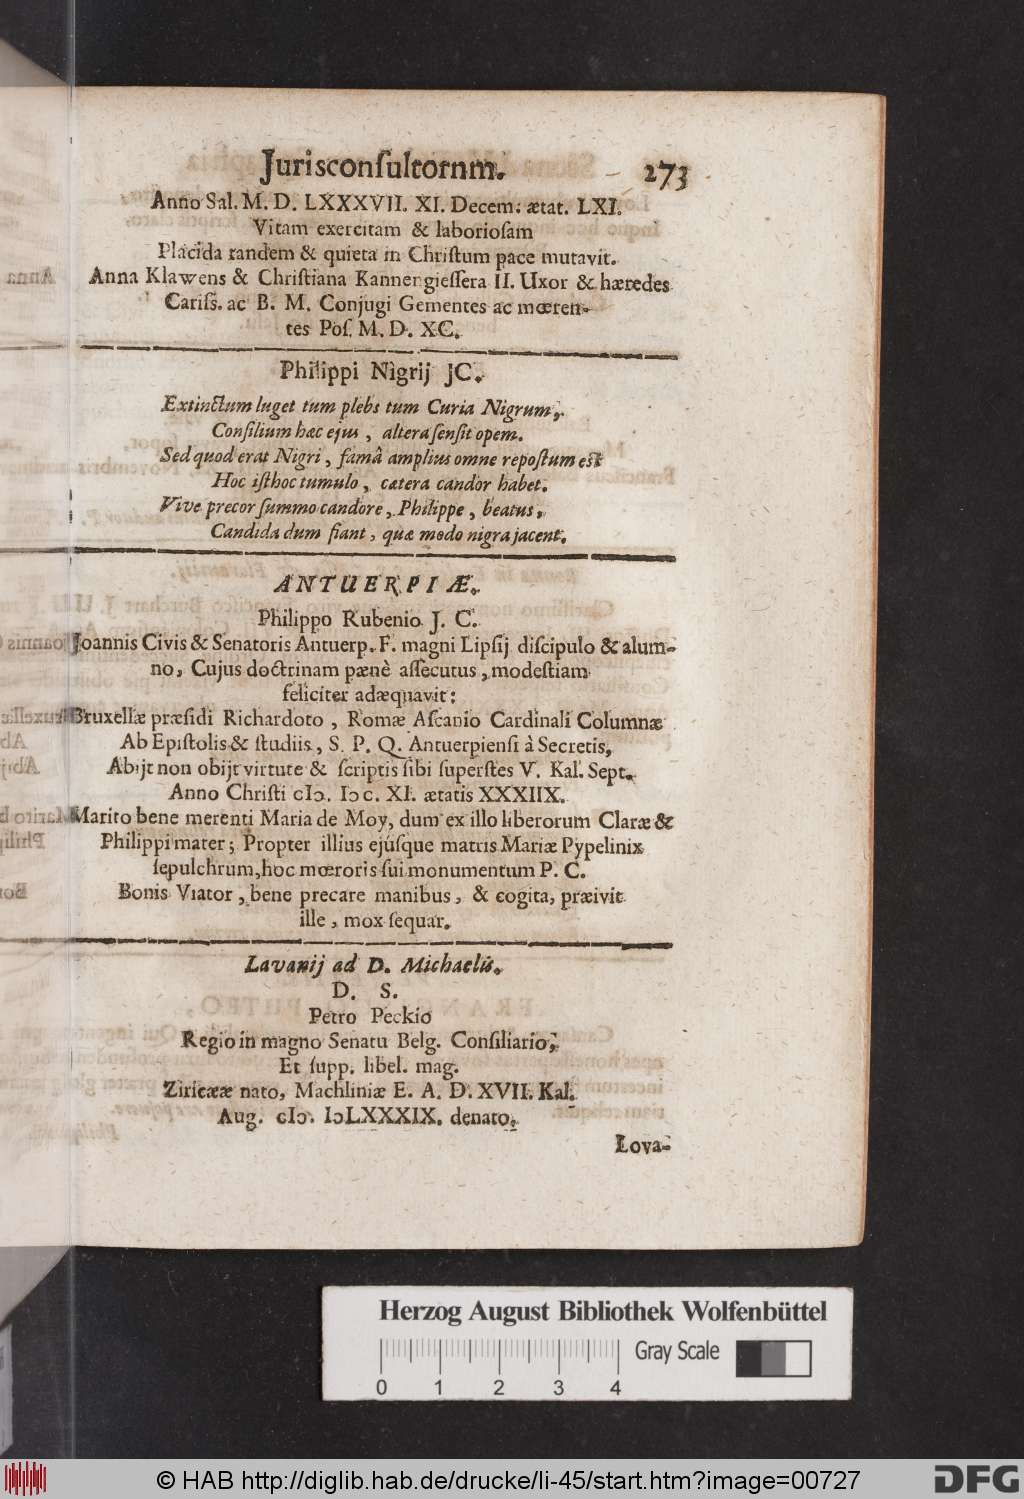 Jurisconſultornm. 273
Anno Sal. M. D. LXXXVII. XI. Decem: ætat. LXI.
Vitam exercitam & laborioſam
Placida tandem & quieta in Chriſtum pace mutavit.
Anna Klawens & Chriſtiana Kannengieſſera II. Uxor & hæredes
Cariſs. ac B. M. Conjugi Gementes ac mœren-
tes Poſ. M. D. XC.
Philippi Nigrij JC.
Extinctum luget tum plebs tum Curia Nigrum,
Conſilium hæc ejus, altera ſenſit opem.
Sed quod erat Nigri, famâ amplius omne repoſtum eſt
Hoc iſthoc tumulo, cætera candor habet.
Vive precor ſummo candore, Philippe, beatus,
Candida dum fiant, quæ modo nigra jacent.
ANTUERPIÆ.
Philippo Rubenio J. C.
Joannis Civis & Senatoris Antuerp. F. magni Lipſij diſcipulo & alum-
no, Cujus doctrinam pænè aſſecutus, modeſtiam
feliciter adæquavit:
Bruxellæ præſidi Richardoto, Romæ Aſcanio Cardinali Columnæ
Ab Epiſtolis & ſtudiis, S. P. Q. Antuerpienſi à Secretis,
Abijt non obijt virtute & ſcriptis ſibi ſuperſtes V. Kal. Sept.
Anno Chriſti cIɔ. Iɔc. XI. ætatis XXXIIX.
Marito bene merenti Maria de Moy, dum ex illo liberorum Claræ &
Philippi mater; Propter illius ejúſque matris Mariæ Pypelinix
ſepulchrum, hoc mœroris ſui monumentum P. C.
Bonis Viator, bene precare manibus, & cogita, præivit
ille, mox ſequar.
Lavanij ad D. Michaelis.
D. S.
Petro Peckio
Regio in magno Senatu Belg. Conſiliario,
Et ſupp. libel. mag.
Ziricææ nato, Machliniæ E. A. D. XVII. Kal.
Aug. cIɔ. IɔLXXXIX. denato.
Lova-
Herzog August Bibliothek Wolfenbüttel
Gray Scale
0 1 2 3 4
© HAB http://diglib.hab.de/drucke/li-45/start.htm?image=00727
DFG